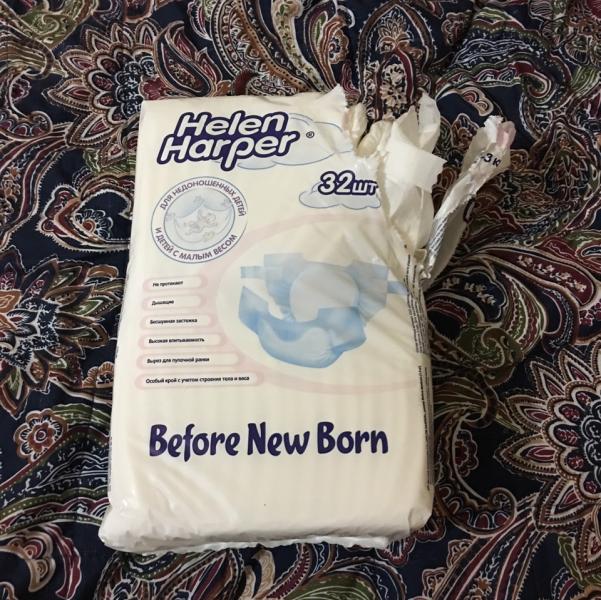 Helen
Harper®
32шт
3 К
ДЛЯ НЕДОНОШЕННЫХ ДЕТЕЙ
И ДЕТЕЙ С МАЛЫМ ВЕСОМ
Не протекают
Дышащие
Бесшумная застежка
Высокая впитываемость
Вырез для пупочной ранки
Особый крой с учетом строения тела и веса
Before New Born